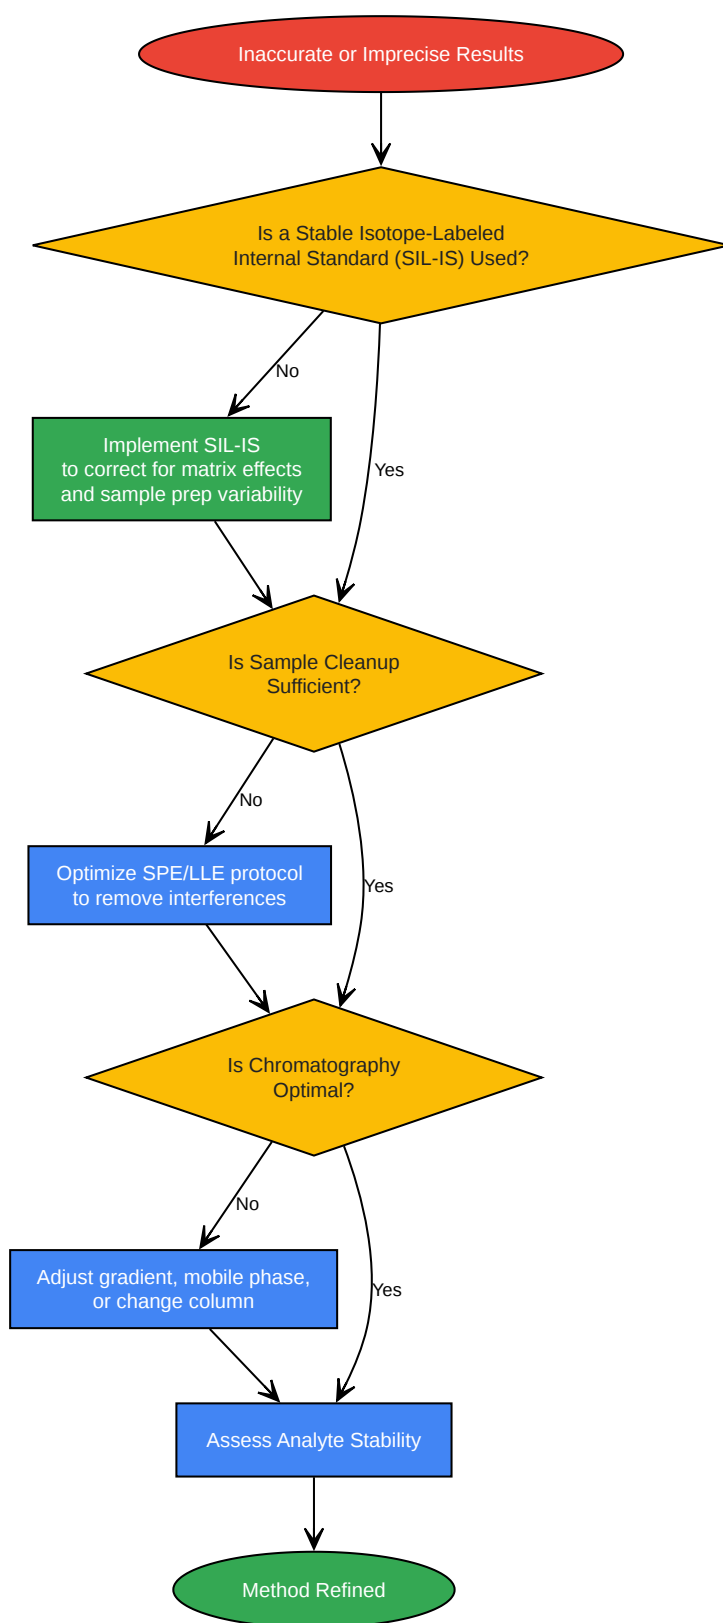 Inaccurate or Imprecise Results
Is a Stable Isotope-Labeled
Internal Standard (SIL-IS) Used?
No
Implement SIL-IS
to correct for matrix effects
and sample prep variability
Yes
Is Sample Cleanup
Sufficient?
No
Optimize SPE/LLE protocol
to remove interferences
Yes
Is Chromatography
Optimal?
No
Adjust gradient, mobile phase,
or change column
Yes
Assess Analyte Stability
Method Refined